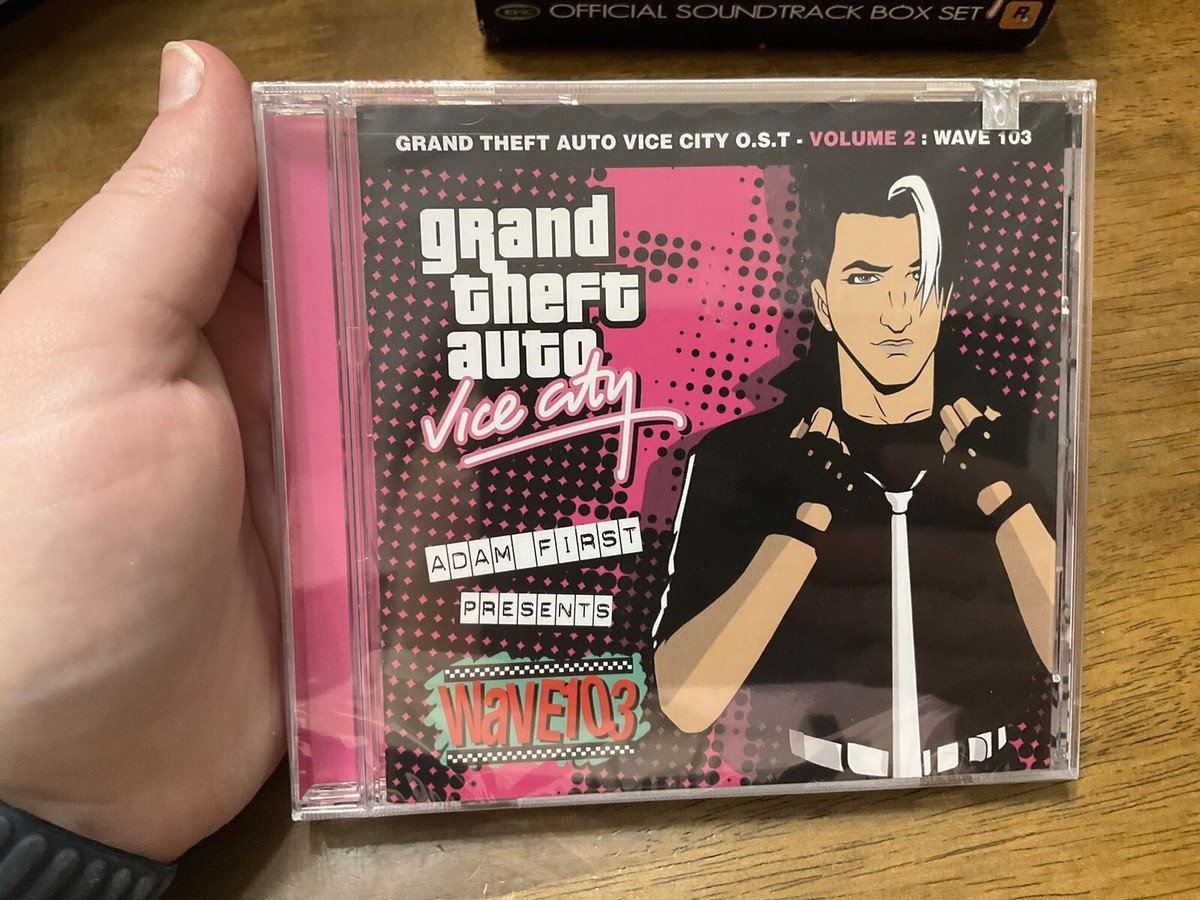 OFFICIAL SOUNDTRACK BOX SET
R
GRAND THEFT AUTO VICE CITY O.S.T - VOLUME 2 : WAVE 103
grand
theft
auto
Vice City
ADAM FIRST
PRESENTS
WaVE103